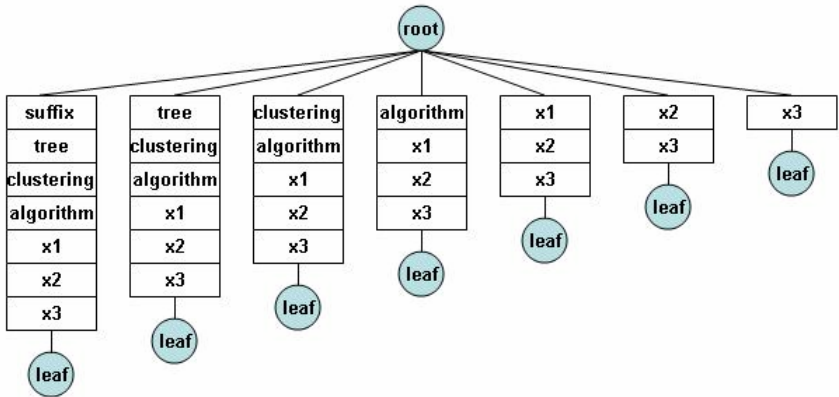 root
suffix tree clustering algorithm x1 x2 x3
tree clustering algorithm x1 x2 x3
clustering algorithm x1 x2 x3
algorithm x1 x2 x3
x1 x2 x3
x2 x3
x3
leaf
leaf
leaf
leaf
leaf
leaf
leaf